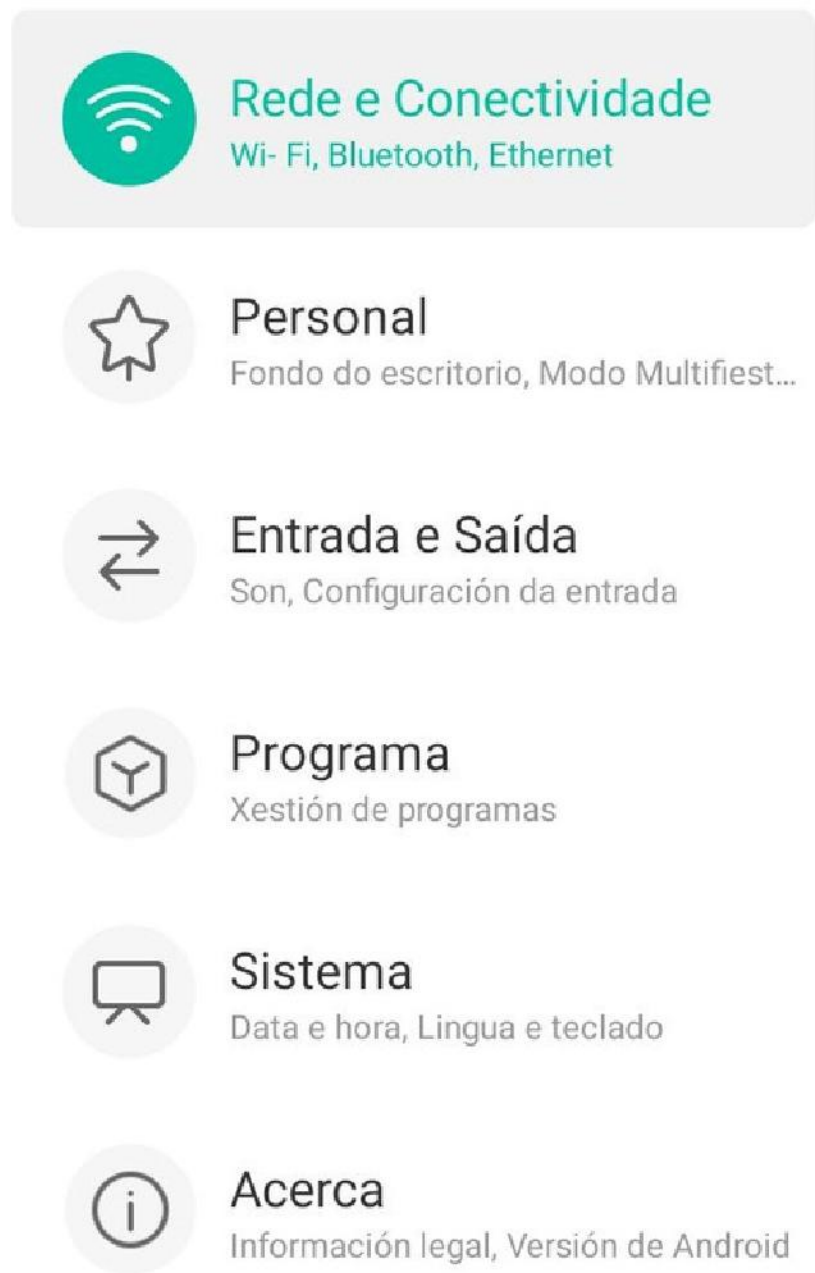 Rede e Conectividade
Wi- Fi, Bluetooth, Ethernet
Personal
Fondo do escritorio, Modo Multifiest...
Entrada e Saída
Son, Configuración da entrada
Programa
Xestión de programas
Sistema
Data e hora, Lingua e teclado
Acerca
Información legal, Versión de Android